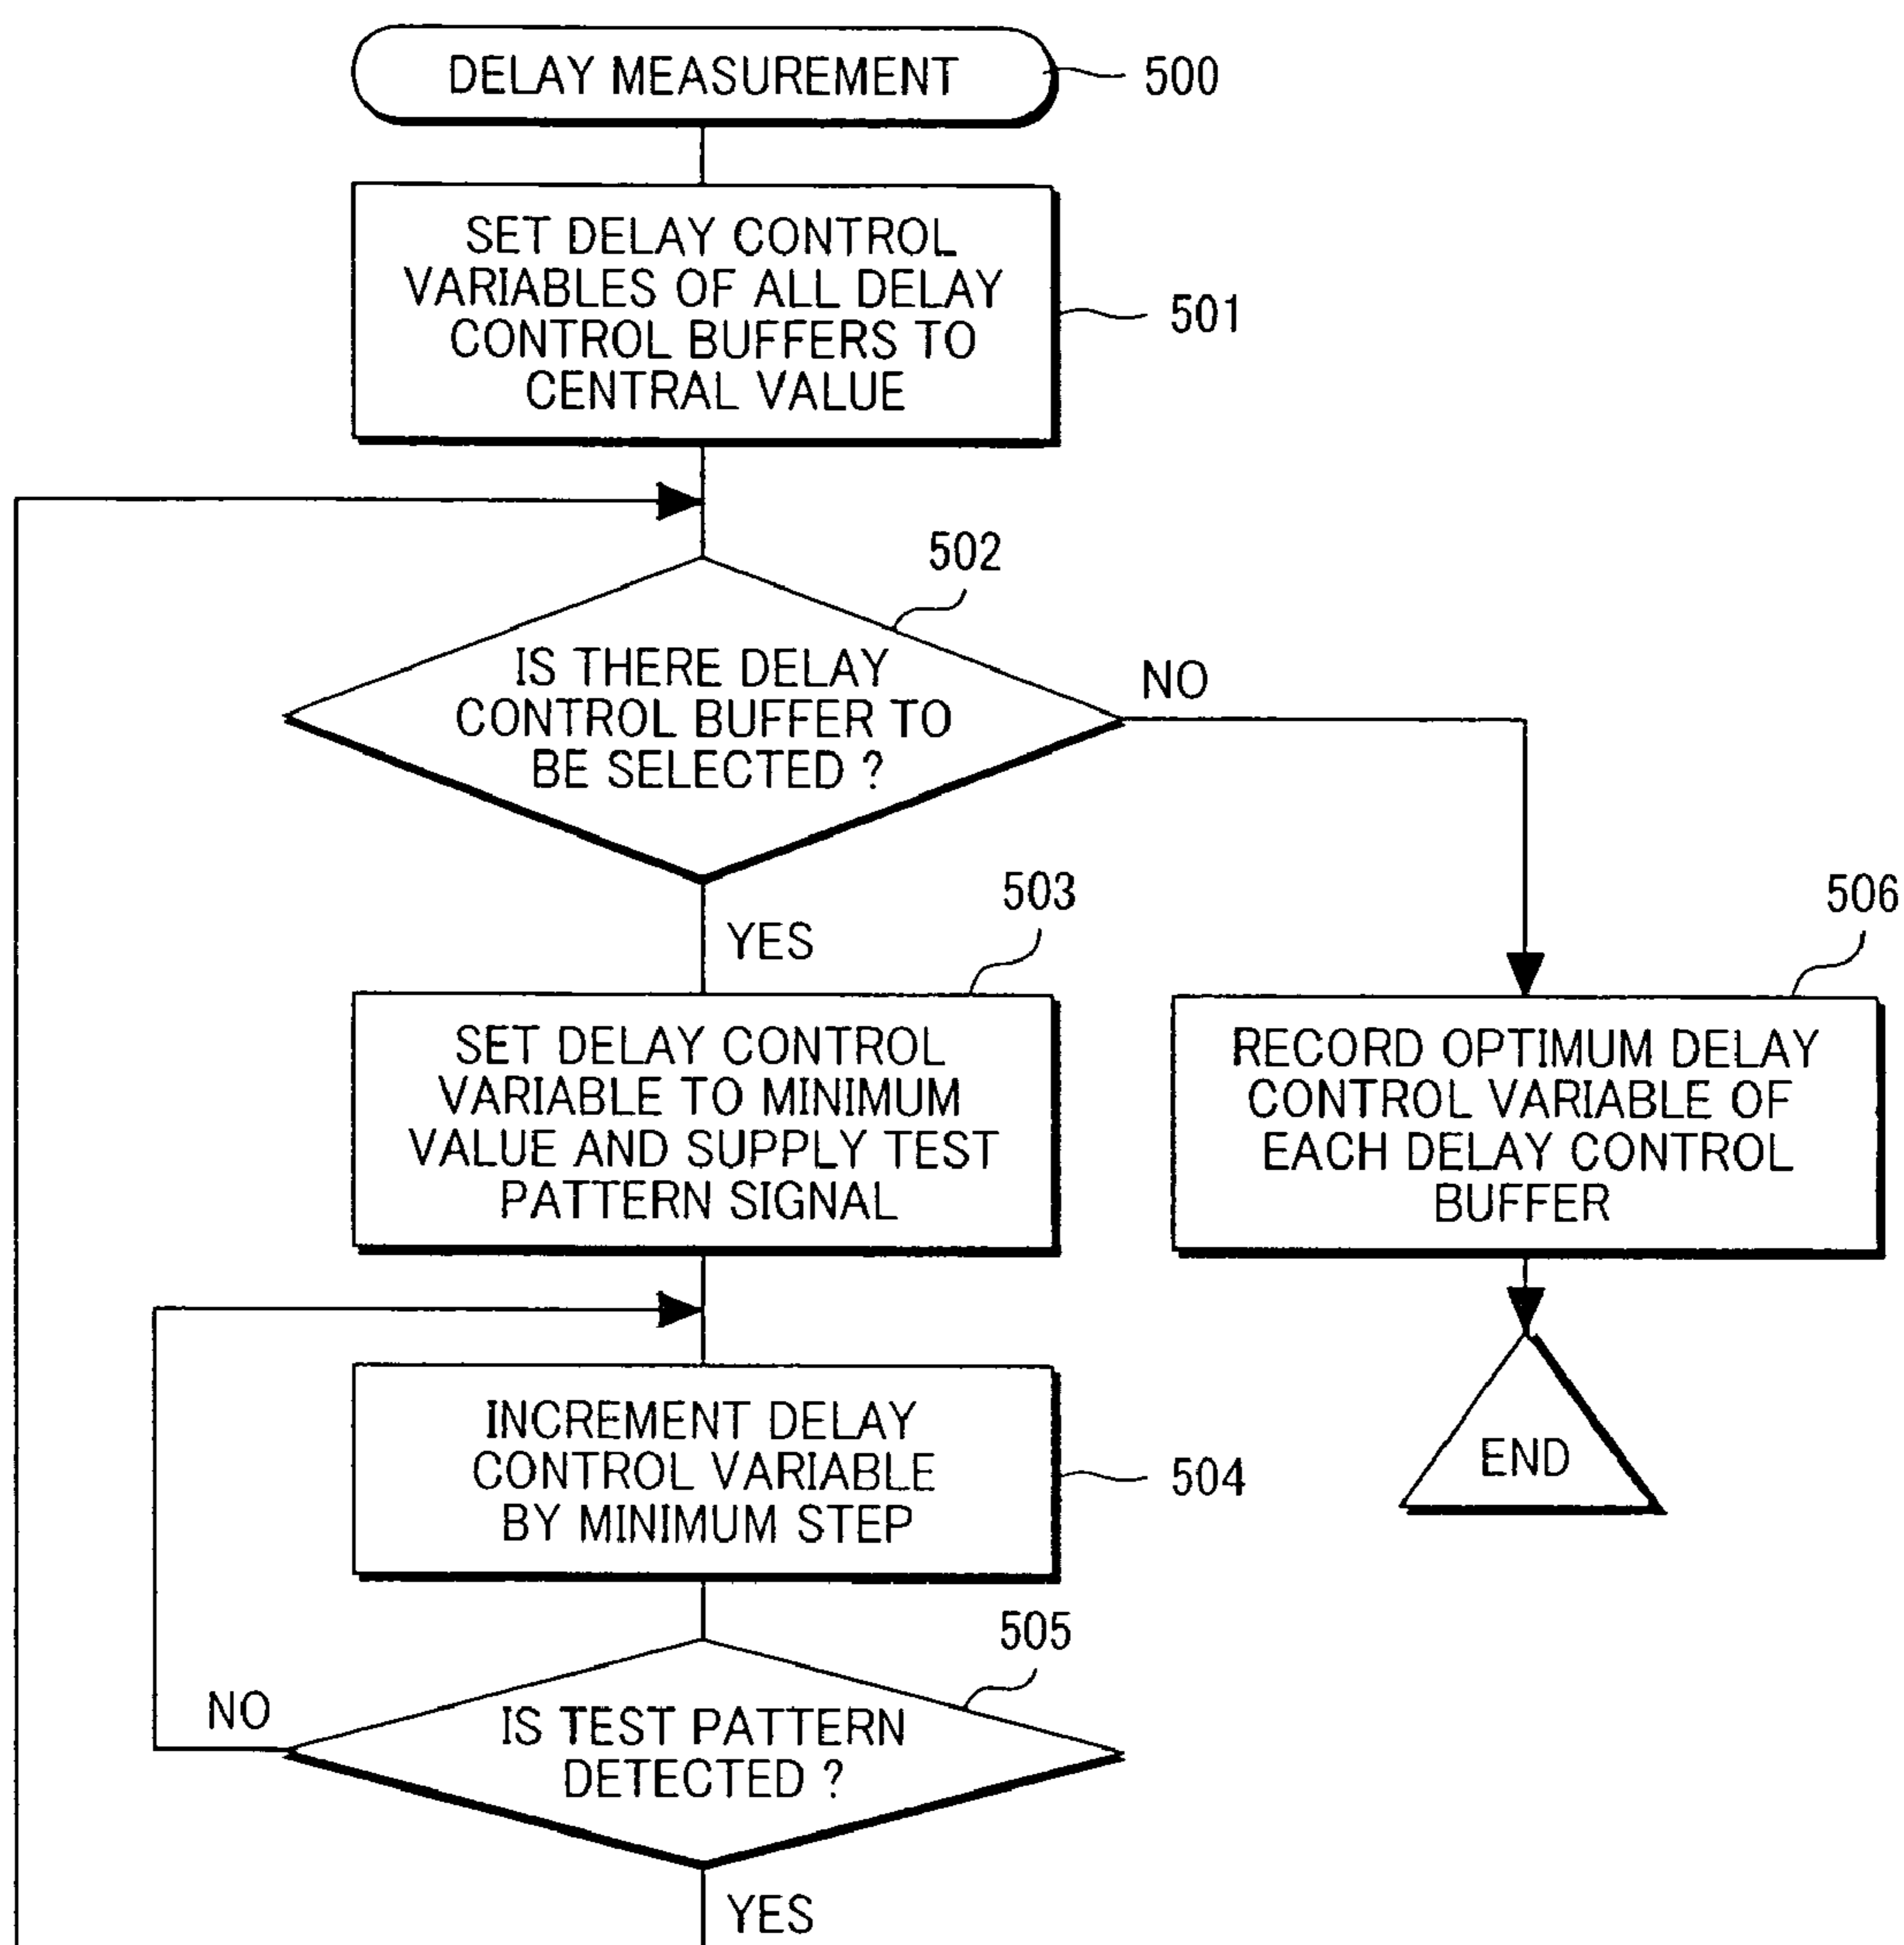 DELAY MEASUREMENT
500
SET DELAY CONTROL
VARIABLES OF ALL DELAY
CONTROL BUFFERS TO
CENTRAL VALUE
501
502
IS THERE DELAY
CONTROL BUFFER TO
BE SELECTED ?
NO
YES
503
SET DELAY CONTROL
VARIABLE TO MINIMUM
VALUE AND SUPPLY TEST
PATTERN SIGNAL
506
RECORD OPTIMUM DELAY
CONTROL VARIABLE OF
EACH DELAY CONTROL
BUFFER
INCREMENT DELAY
CONTROL VARIABLE
BY MINIMUM STEP
504
END
505
IS TEST PATTERN
DETECTED ?
NO
YES